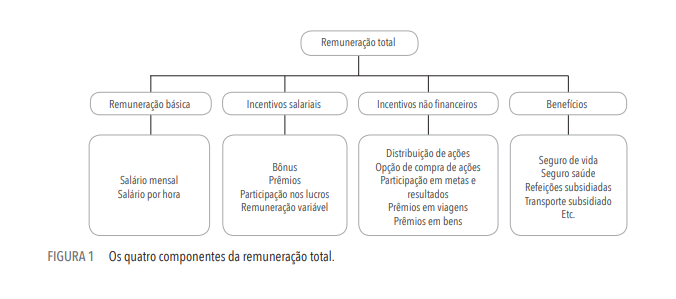 Remuneração total
Remuneração básica
Incentivos salariais
Incentivos não financeiros
Benefícios
Salário mensal
Salário por hora
Bônus
Prêmios
Participação nos lucros
Remuneração variável
Distribuição de ações
Opção de compra de ações
Participação em metas e
resultados
Prêmios em viagens
Prêmios em bens
Seguro de vida
Seguro saúde
Refeições subsidiadas
Transporte subsidiado
Etc.
FIGURA 1 Os quatro componentes da remuneração total.